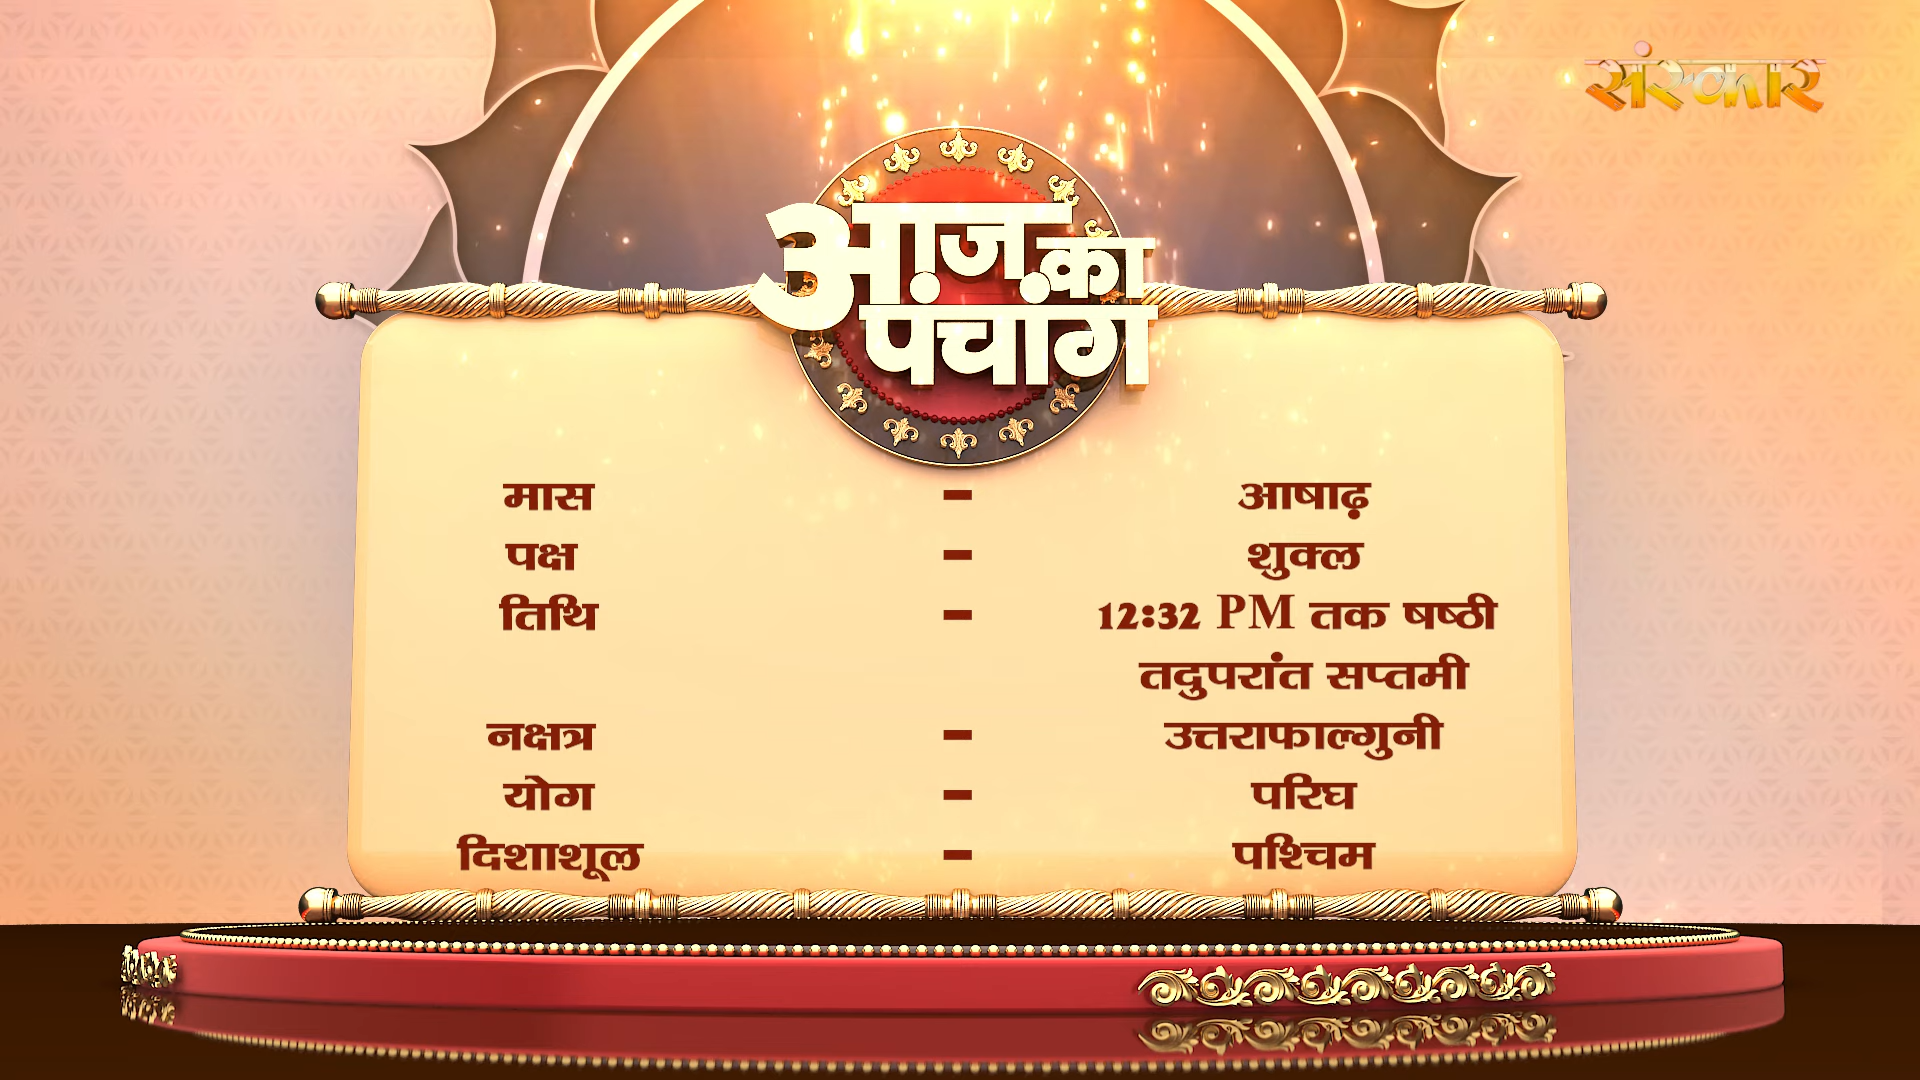 संस्कार
आज का
पंचांग
मास - आषाढ़
पक्ष - शुक्ल
तिथि - 12:32 PM तक षष्ठी
तदुपरांत सप्तमी
नक्षत्र - उत्तराफाल्गुनी
योग - परिघ
दिशाशूल - पश्चिम